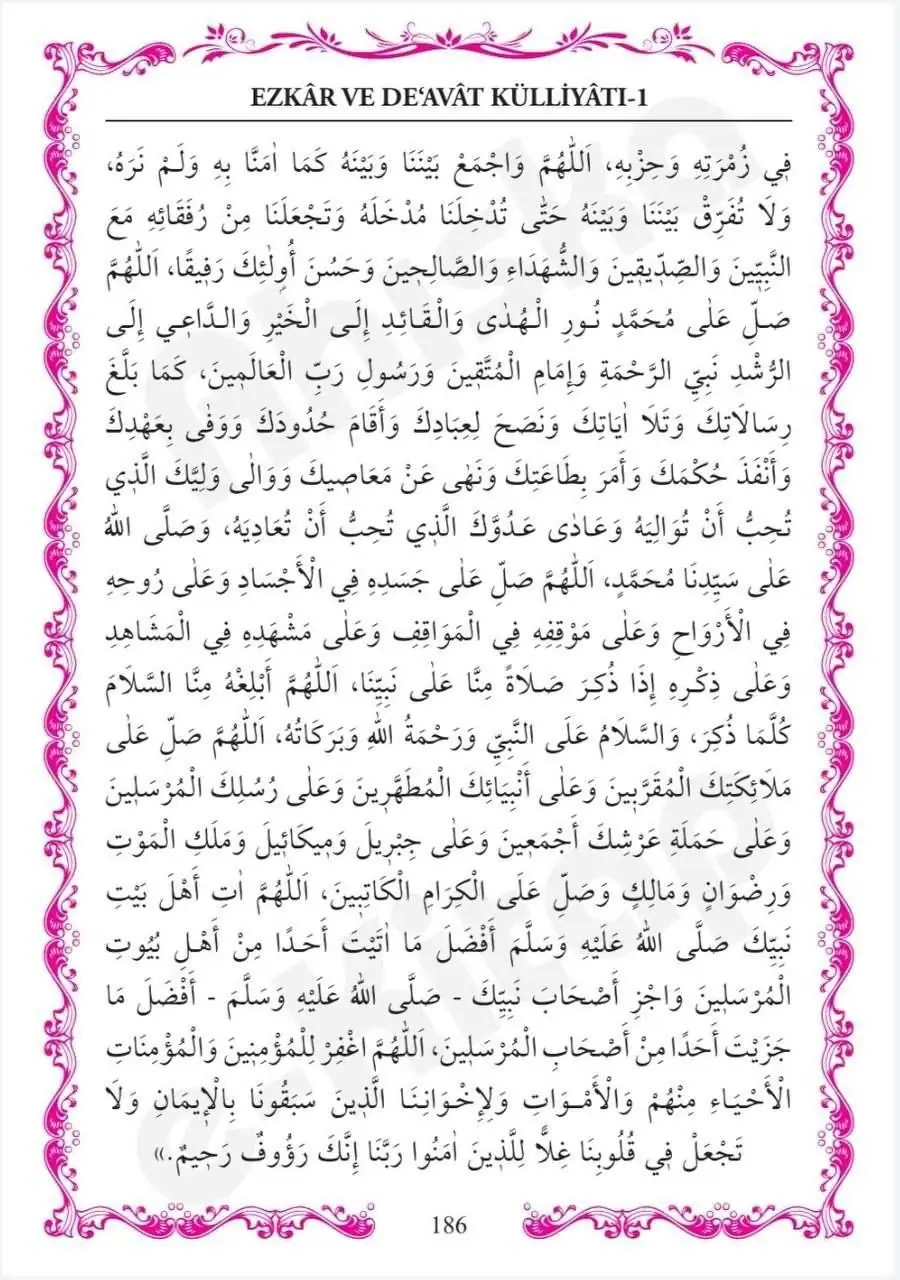 EZKÂR VE DE‘AVÂT KÜLLİYÂTI-1
فِي زُمْرَتِهِ وَحِزْبِهِ، اَللّٰهُمَّ وَاجْمَعْ بَيْنَنَا وَبَيْنَهُ كَمَا اٰمَنَّا بِهِ وَلَمْ نَرَهُ،
وَلَا تُفَرِّقْ بَيْنَنَا وَبَيْنَهُ حَتّٰى تُدْخِلَنَا مُدْخَلَهُ وَتَجْعَلَنَا مِنْ رُفَقَائِهِ مَعَ
النَّبِيّ۪ينَ وَالصِّدّ۪يق۪ينَ وَالشُّهَدَاءِ وَالصَّالِح۪ينَ وَحَسُنَ أُولٰئِكَ رَف۪يقًا، اَللّٰهُمَّ
صَلِّ عَلٰى مُحَمَّدٍ نُورِ الْهُدٰى وَالْقَائِدِ إِلَى الْخَيْرِ وَالدَّاع۪ي إِلَى
الرُّشْدِ نَبِيِّ الرَّحْمَةِ وَإِمَامِ الْمُتَّق۪ينَ وَرَسُولِ رَبِّ الْعَالَم۪ينَ، كَمَا بَلَّغَ
رِسَالَاتِكَ وَتَلَا اٰيَاتِكَ وَنَصَحَ لِعِبَادِكَ وَأَقَامَ حُدُودَكَ وَوَفٰى بِعَهْدِكَ
وَأَنْفَذَ حُكْمَكَ وَأَمَرَ بِطَاعَتِكَ وَنَهٰى عَنْ مَعَاص۪يكَ وَوَالٰى وَلِيَّكَ الَّذ۪ي
تُحِبُّ أَنْ تُوَالِيَهُ وَعَادٰى عَدُوَّكَ الَّذ۪ي تُحِبُّ أَنْ تُعَادِيَهُ، وَصَلَّى اللّٰهُ
عَلٰى سَيِّدِنَا مُحَمَّدٍ، اَللّٰهُمَّ صَلِّ عَلٰى جَسَدِهِ فِي الْأَجْسَادِ وَعَلٰى رُوحِهِ
فِي الْأَرْوَاحِ وَعَلٰى مَوْقِفِهِ فِي الْمَوَاقِفِ وَعَلٰى مَشْهَدِهِ فِي الْمَشَاهِدِ
وَعَلٰى ذِكْرِهِ إِذَا ذُكِرَ صَلَاةً مِنَّا عَلٰى نَبِيِّنَا، اَللّٰهُمَّ أَبْلِغْهُ مِنَّا السَّلَامَ
كُلَّمَا ذُكِرَ، وَالسَّلَامُ عَلَى النَّبِيِّ وَرَحْمَةُ اللّٰهِ وَبَرَكَاتُهُ، اَللّٰهُمَّ صَلِّ عَلٰى
مَلَائِكَتِكَ الْمُقَرَّب۪ينَ وَعَلٰى أَنْبِيَائِكَ الْمُطَهَّر۪ينَ وَعَلٰى رُسُلِكَ الْمُرْسَل۪ينَ
وَعَلٰى حَمَلَةِ عَرْشِكَ أَجْمَع۪ينَ وَعَلٰى جِبْر۪يلَ وَم۪يكَائ۪يلَ وَمَلَكِ الْمَوْتِ
وَرِضْوَانٍ وَمَالِكٍ وَصَلِّ عَلَى الْكِرَامِ الْكَاتِب۪ينَ، اَللّٰهُمَّ اٰتِ أَهْلَ بَيْتِ
نَبِيِّكَ صَلَّى اللّٰهُ عَلَيْهِ وَسَلَّمَ أَفْضَلَ مَا اٰتَيْتَ أَحَدًا مِنْ أَهْلِ بُيُوتِ
الْمُرْسَل۪ينَ وَاجْزِ أَصْحَابَ نَبِيِّكَ - صَلَّى اللّٰهُ عَلَيْهِ وَسَلَّمَ - أَفْضَلَ مَا
جَزَيْتَ أَحَدًا مِنْ أَصْحَابِ الْمُرْسَل۪ينَ، اَللّٰهُمَّ اغْفِرْ لِلْمُؤْمِن۪ينَ وَالْمُؤْمِنَاتِ
الْأَحْيَاءِ مِنْهُمْ وَالْأَمْوَاتِ وَلِإِخْوَانِنَا الَّذ۪ينَ سَبَقُونَا بِالْإ۪يمَانِ وَلَا
تَجْعَلْ ف۪ي قُلُوبِنَا غِلًّا لِلَّذ۪ينَ اٰمَنُوا رَبَّنَا إِنَّكَ رَؤُوفٌ رَح۪يمٌ.»
186
Ahıska
e-Kitap